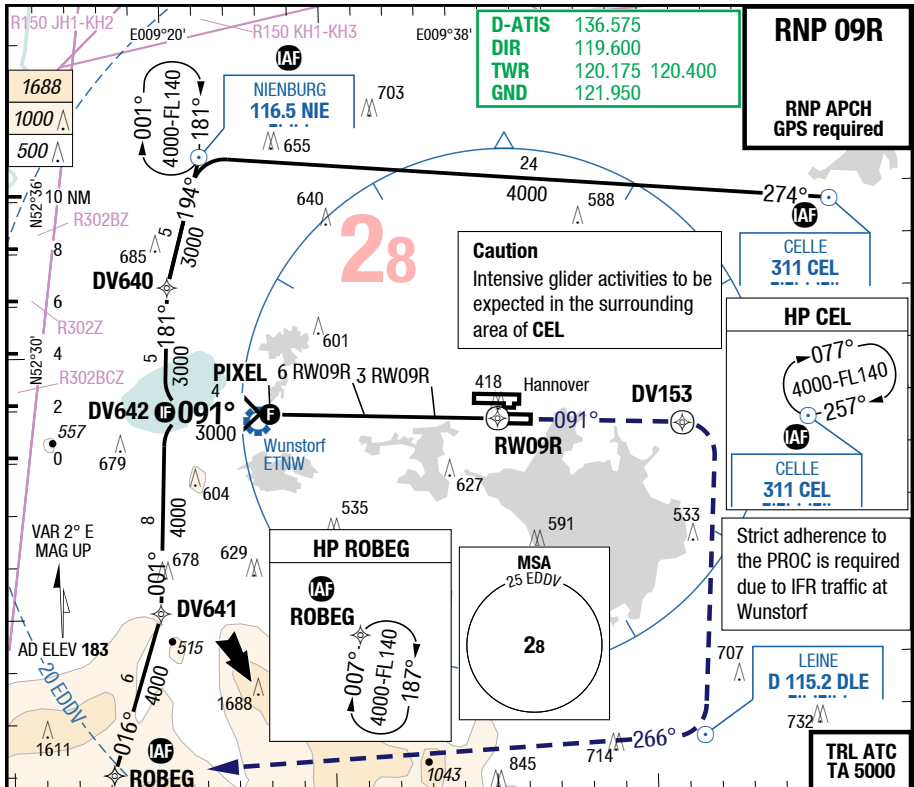 R150 JH1-KH2
E009°20'
R150 KH1-KH3
E009°38'
D-ATIS 136.575
DIR 119.600
TWR 120.175 120.400
GND 121.950
RNP 09R
RNP APCH
GPS required
1688
1000
500
IAF
NIENBURG
116.5 NIE
001°
4000-FL140
181°
703
655
24
4000
274°
IAF
CELLE
311 CEL
N52°36'
10 NM
R302BZ
8
685
5
194°
3000
640
588
28
Caution
Intensive glider activities to be
expected in the surrounding
area of CEL
DV640
6
R302Z
4
N52°30'
R302BCZ
2
0
181°
5
3000
601
HP CEL
077°
4000-FL140
257°
IAF
CELLE
311 CEL
PIXEL
6 RW09R
3 RW09R
418
Hannover
DV153
DV642
IF
091°
4
3000
F
RW09R
091°
Wunstorf
ETNW
557
679
604
627
8
4000
535
591
533
VAR 2° E
MAG UP
678
629
001°
DV641
HP ROBEG
IAF
ROBEG
007°
4000-FL140
187°
MSA
25 EDDV
28
Strict adherence to
the PROC is required
due to IFR traffic at
Wunstorf
AD ELEV 183
515
20 EDDV
6
4000
1688
1611
016°
IAF
ROBEG
707
LEINE
D 115.2 DLE
732
266°
714
1043
845
TRL ATC
TA 5000